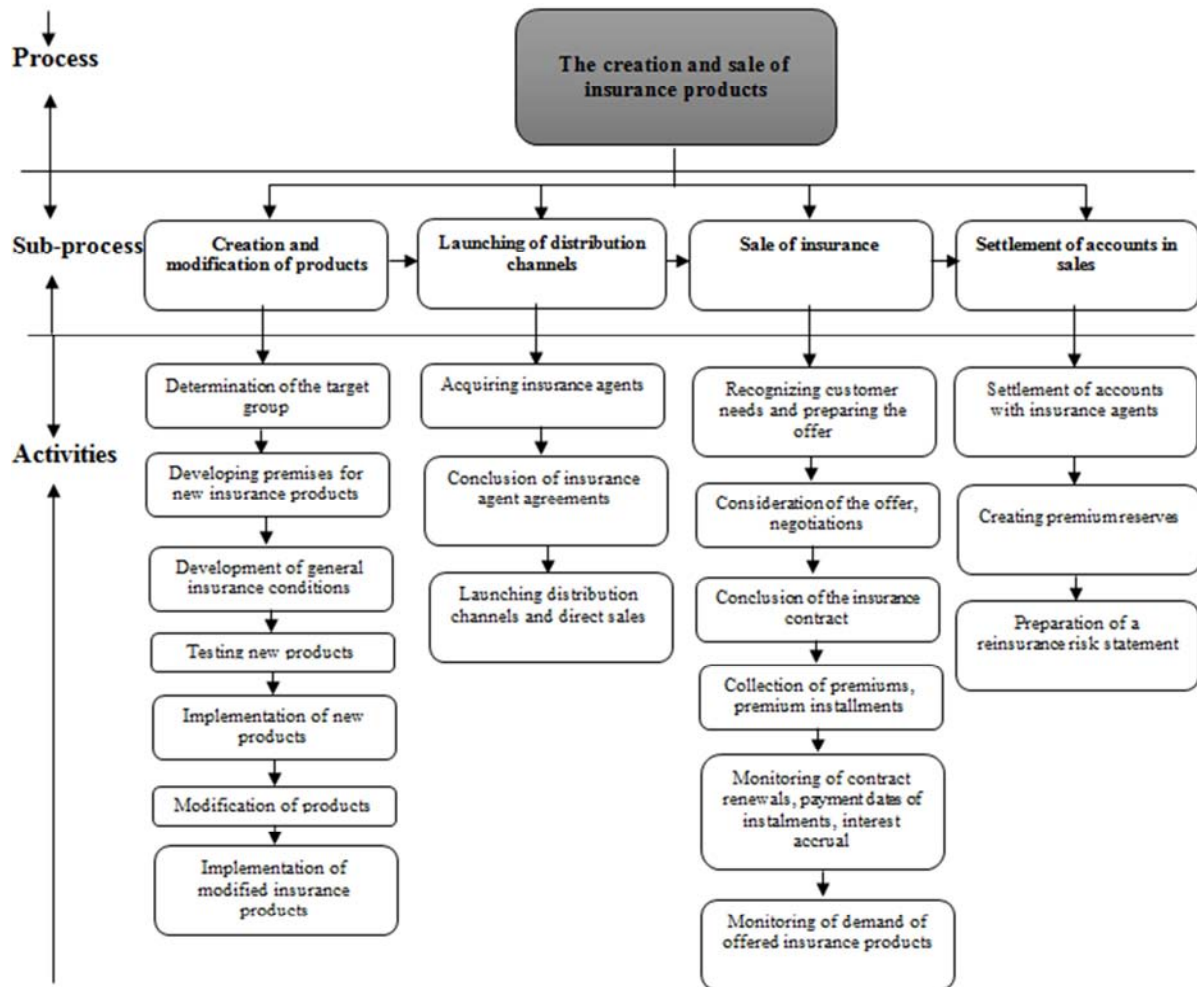 Process
The creation and sale of
insurance products
Sub-process
Creation and
modification of products
Launching of distribution
channels
Sale of insurance
Settlement of accounts in
sales
Activities
Determination of the target
group
Developing premises for
new insurance products
Development of general
insurance conditions
Testing new products
Implementation of new
products
Modification of products
Implementation of
modified insurance
products
Acquiring insurance agents
Conclusion of insurance
agent agreements
Launching distribution
channels and direct sales
Recognizing customer
needs and preparing the
offer
Consideration of the offer,
negotiations
Conclusion of the insurance
contract
Collection of premiums,
premium installments
Monitoring of contract
renewals, payment dates of
instalments, interest
accrual
Monitoring of demand of
offered insurance products
Settlement of accounts
with insurance agents
Creating premium reserves
Preparation of a
reinsurance risk statement